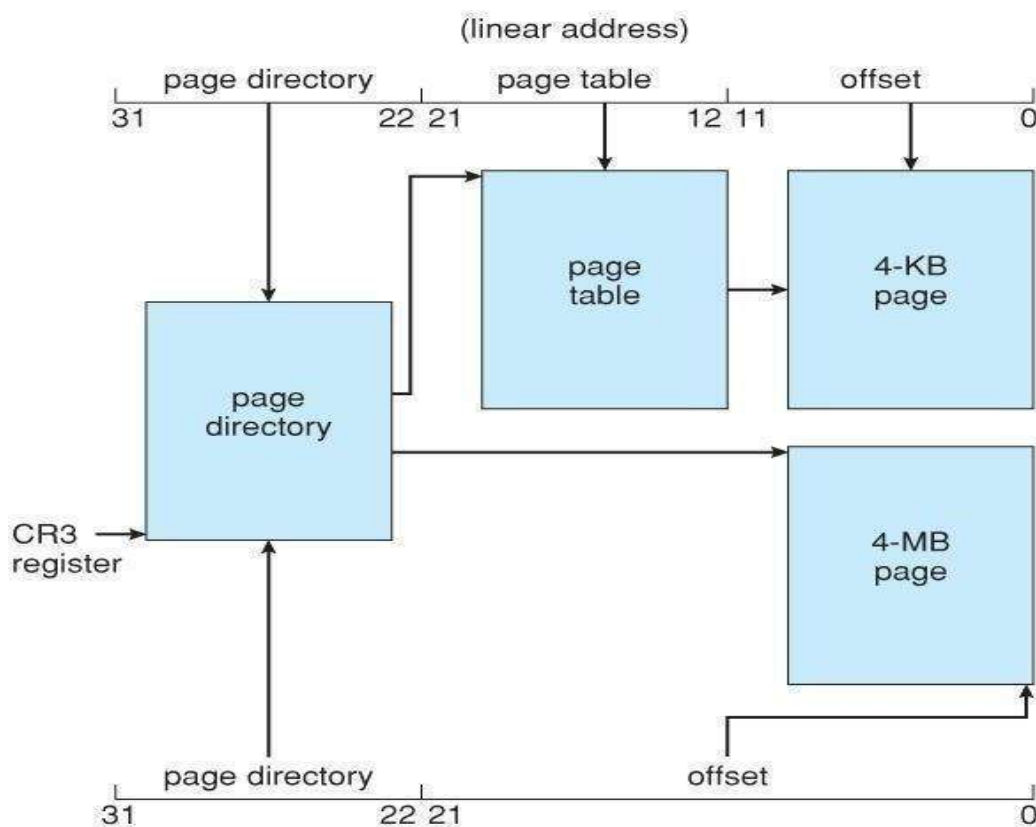 (linear address)
page directory page table offset
31 22 21 12 11 0
page
table
4-KB
page
page
directory
CR3
register
4-MB
page
page directory offset
31 22 21 0